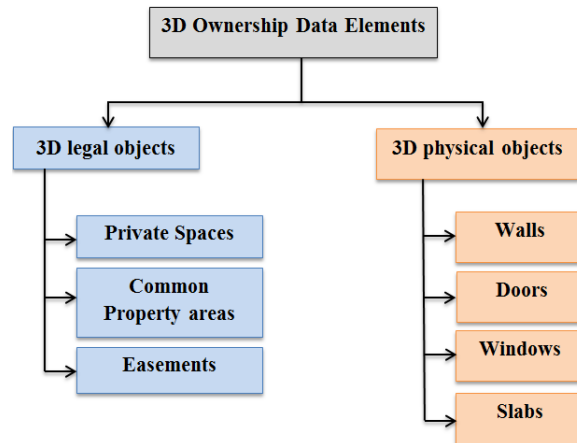 3D Ownership Data Elements
3D legal objects
Private Spaces
Common
Property areas
Easements
3D physical objects
Walls
Doors
Windows
Slabs